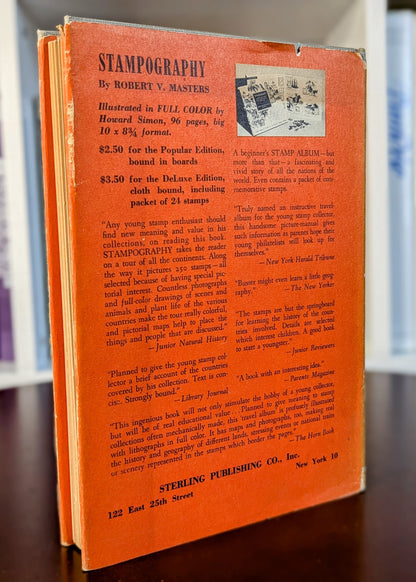 STAMPOGRAPHY
By ROBERT V. MASTERS
Illustrated in FULL COLOR by
Howard Simon, 96 pages, big
10 x 8¾ format.
$2.50 for the Popular Edition,
bound in boards
$3.50 for the DeLuxe Edition,
cloth bound, including
packet of 24 stamps
"Any young stamp enthusiast should
find new meaning and value in his
collections, on reading this book.
STAMPOGRAPHY takes the reader
on a tour of all the continents. Along
the way it pictures 250 stamps—all
selected because of having special pic-
torial interest. Countless photographs
and full-color drawings of scenes and
animals and plant life of the various
countries make the tour really colorful,
and pictorial maps help to place the
things and people that are discussed."
—Junior Natural History
"Planned to give the young stamp col-
lector a brief account of the countries
covered by his collection. Text is con-
cise. Strongly bound."
—Library Journal
A beginner's STAMP ALBUM—but
more than that—a fascinating and
vivid story of all the nations of the
world. Even contains a packet of com-
memorative stamps.
"Truly named an instructive travel-
album for the young stamp collector,
this handsome picture-manual gives
such information as parents hope their
young philatelists will look up for
themselves."
—New York Herald Tribune
"Buster might even learn a little geog-
raphy."
—The New Yorker
"The stamps are but the springboard
for learning the history of the coun-
tries involved. Details are selected
which interest children. A good book
to start a youngster."
—Junior Reviewers
"A book with an interesting idea."
—Parents Magazine
"This ingenious book will not only stimulate the hobby of a young collector,
but will be of real educational value . . . Planned to give meaning to stamp
collections often mechanically made, this 'travel album' is profusely illustrated
with lithographs in full color. It has maps and photographs, too, making real
the history and geography of different lands, stressing events or national traits
or scenery represented in the stamps which border the pages."
—The Horn Book
STERLING PUBLISHING CO., Inc.
122 East 25th Street
New York 10